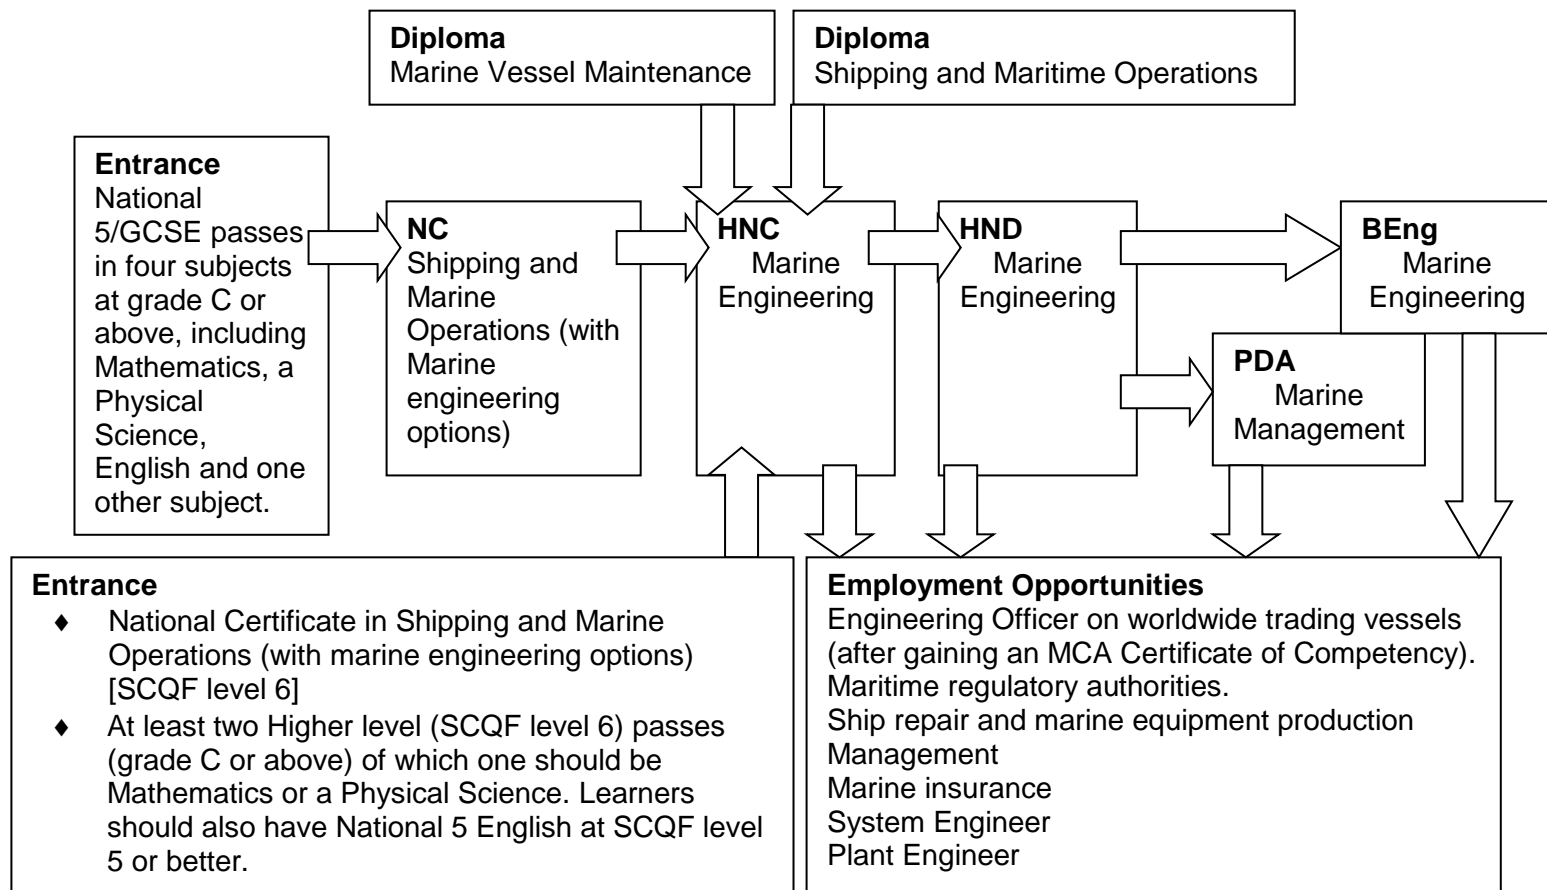 Diploma
Marine Vessel Maintenance
Diploma
Shipping and Maritime Operations
Entrance
National
5/GCSE passes
in four subjects
at grade C or
above, including
Mathematics, a
Physical
Science,
English and one
other subject.
NC
Shipping and
Marine
Operations (with
Marine
engineering
options)
HNC
Marine
Engineering
HND
Marine
Engineering
BEng
Marine
Engineering
PDA
Marine
Management
Entrance
♦ National Certificate in Shipping and Marine
Operations (with marine engineering options)
[SCQF level 6]
♦ At least two Higher level (SCQF level 6) passes
(grade C or above) of which one should be
Mathematics or a Physical Science. Learners
should also have National 5 English at SCQF level
5 or better.
Employment Opportunities
Engineering Officer on worldwide trading vessels
(after gaining an MCA Certificate of Competency).
Maritime regulatory authorities.
Ship repair and marine equipment production
Management
Marine insurance
System Engineer
Plant Engineer